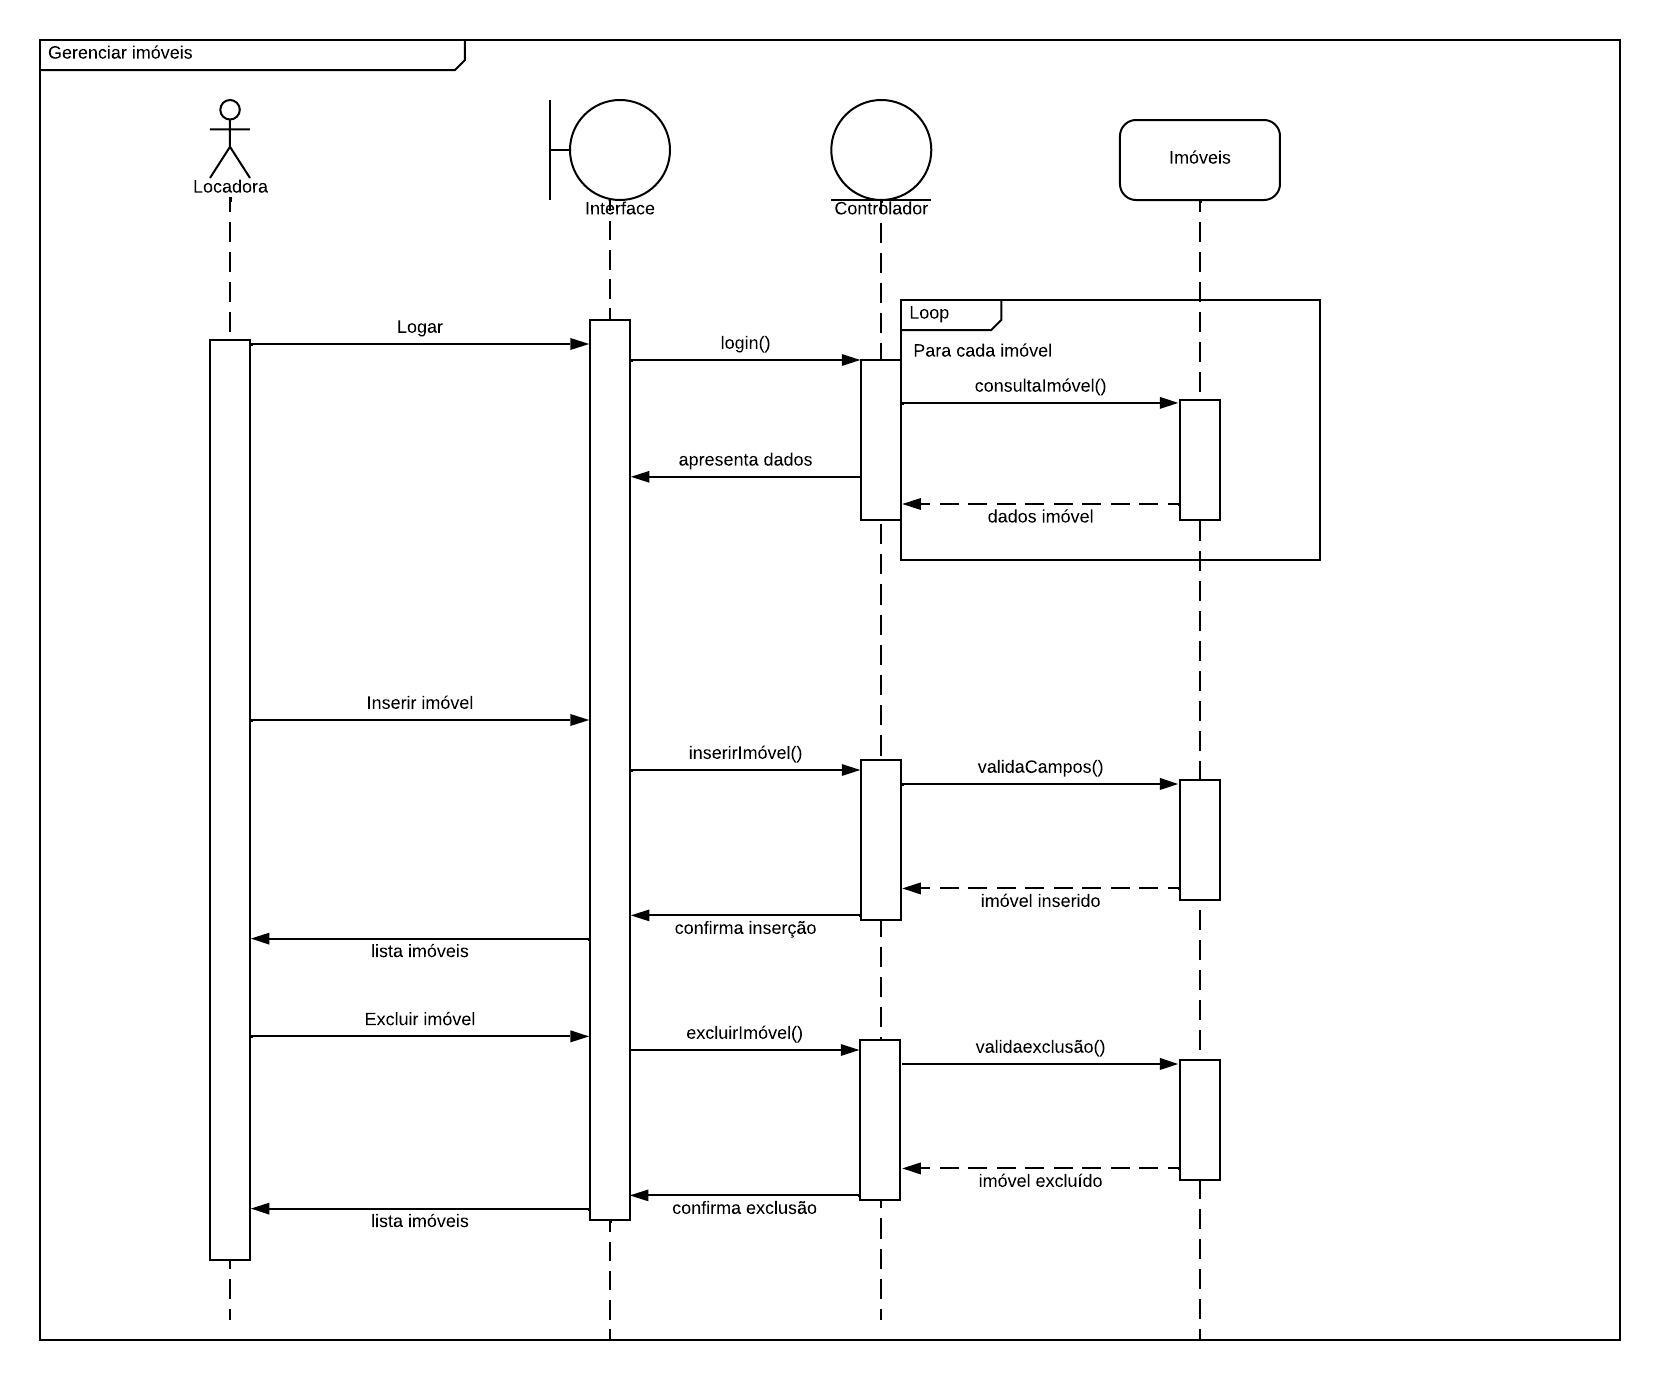 Gerenciar imóveis
Locadora
Interface
Controlador
Imóveis
Loop
Logar
login()
Para cada imóvel
consultaImóvel()
apresenta dados
dados imóvel
Inserir imóvel
inserirImóvel()
validaCampos()
imóvel inserido
confirma inserção
lista imóveis
Excluir imóvel
excluirImóvel()
validaexclusão()
imóvel excluído
confirma exclusão
lista imóveis